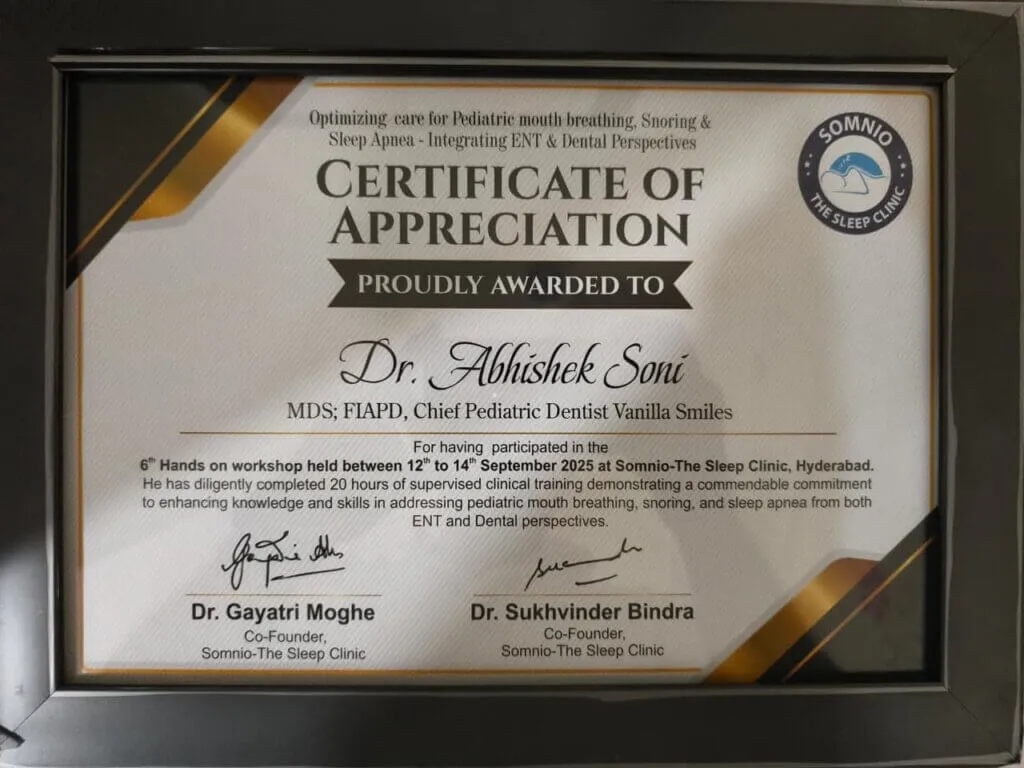 Optimizing care for Pediatric mouth breathing, Snoring &
Sleep Apnea - Integrating ENT & Dental Perspectives
SOMNIO
THE SLEEP CLINIC
CERTIFICATE OF
APPRECIATION
PROUDLY AWARDED TO
Dr. Abhishek Soni
MDS; FIAPD, Chief Pediatric Dentist Vanilla Smiles
For having participated in the
6th Hands on workshop held between 12th to 14th September 2025 at Somnio-The Sleep Clinic, Hyderabad.
He has diligently completed 20 hours of supervised clinical training demonstrating a commendable commitment
to enhancing knowledge and skills in addressing pediatric mouth breathing, snoring, and sleep apnea from both
ENT and Dental perspectives.
Dr. Gayatri Moghe
Co-Founder,
Somnio-The Sleep Clinic
Dr. Sukhvinder Bindra
Co-Founder,
Somnio-The Sleep Clinic